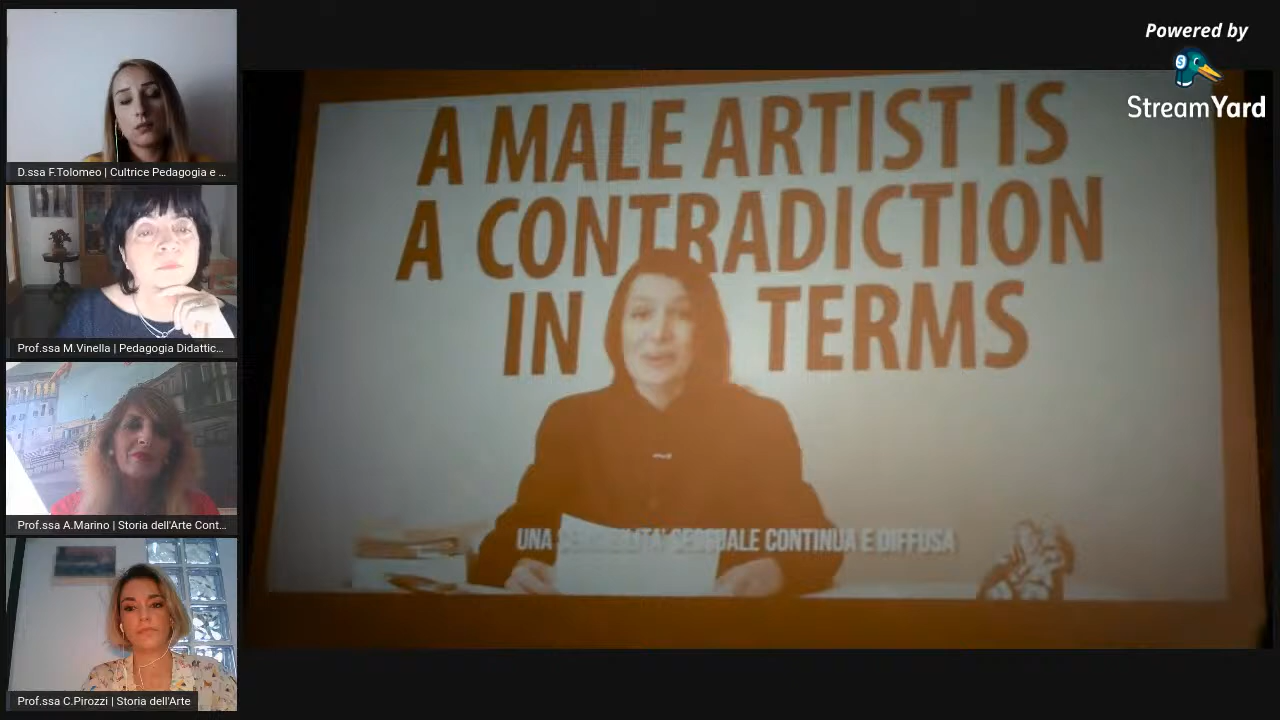 Powered by
StreamYard
D.ssa F.Tolomeo | Cultrice Pedagogia e ...
Prof.ssa M.Vinella | Pedagogia Didattic...
Prof.ssa A.Marino | Storia dell'Arte Cont...
Prof.ssa C.Pirozzi | Storia dell'Arte
A MALE ARTIST IS
A CONTRADICTION
IN TERMS
UNA SESSUALE CONTINUA E DIFFUSA